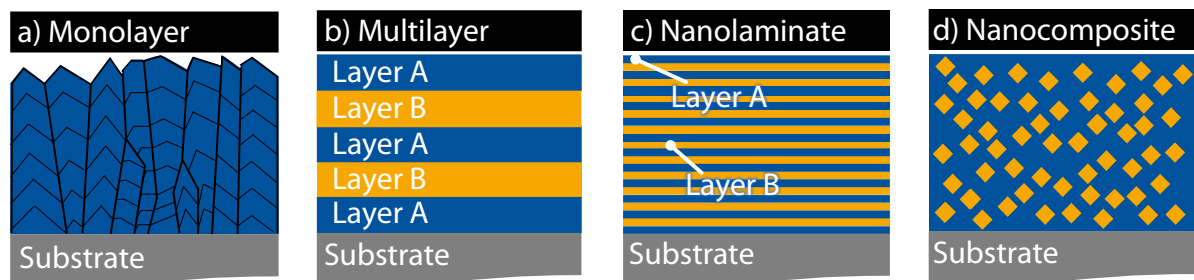 a) Monolayer
Substrate
b) Multilayer
Layer A
Layer B
Layer A
Layer B
Layer A
Substrate
c) Nanolaminate
Layer A
Layer B
Substrate
d) Nanocomposite
Substrate